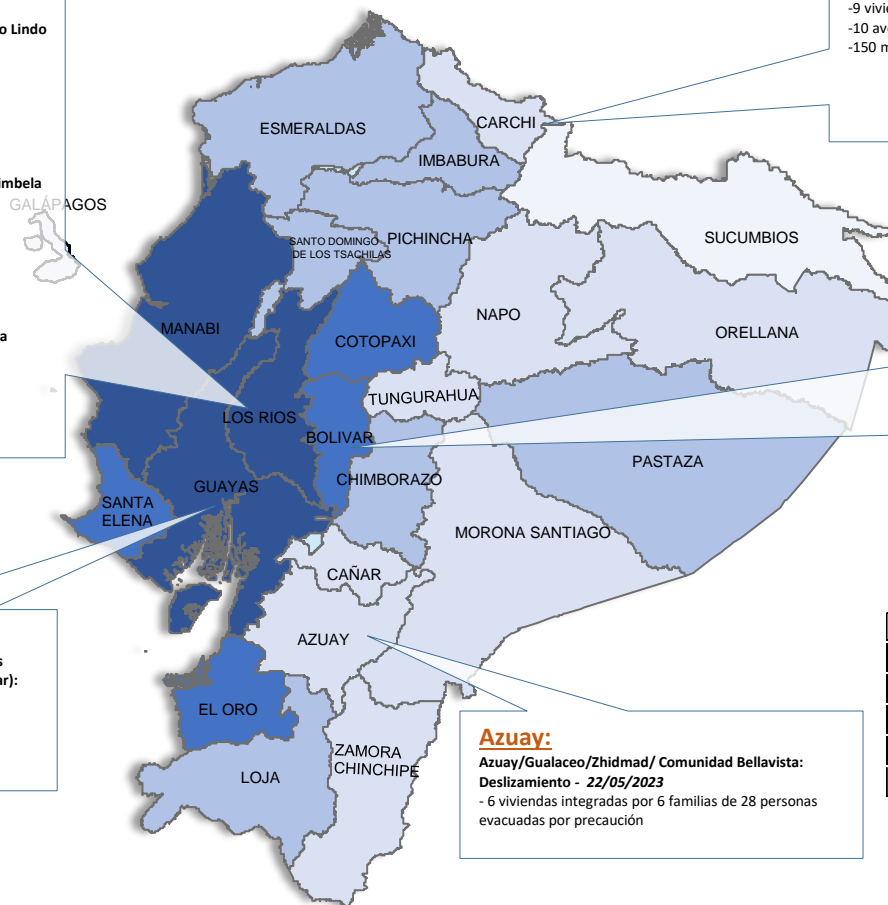 o Lindo
-9 vivie
-10 ave
-150 m
imbela
GALÁPAGOS
a
s
ar):
ESMERALDAS
CARCHI
IMBABURA
SANTO DOMINGO
DE LOS TSACHILAS
PICHINCHA
SUCUMBIOS
MANABI
NAPO
ORELLANA
COTOPAXI
TUNGURAHUA
LOS RIOS
BOLIVAR
PASTAZA
CHIMBORAZO
GUAYAS
SANTA
ELENA
MORONA SANTIAGO
CAÑAR
AZUAY
EL ORO
LOJA
ZAMORA
CHINCHIPE
Azuay:
Azuay/Gualaceo/Zhidmad/ Comunidad Bellavista:
Deslizamiento - 22/05/2023
- 6 viviendas integradas por 6 familias de 28 personas
evacuadas por precaución